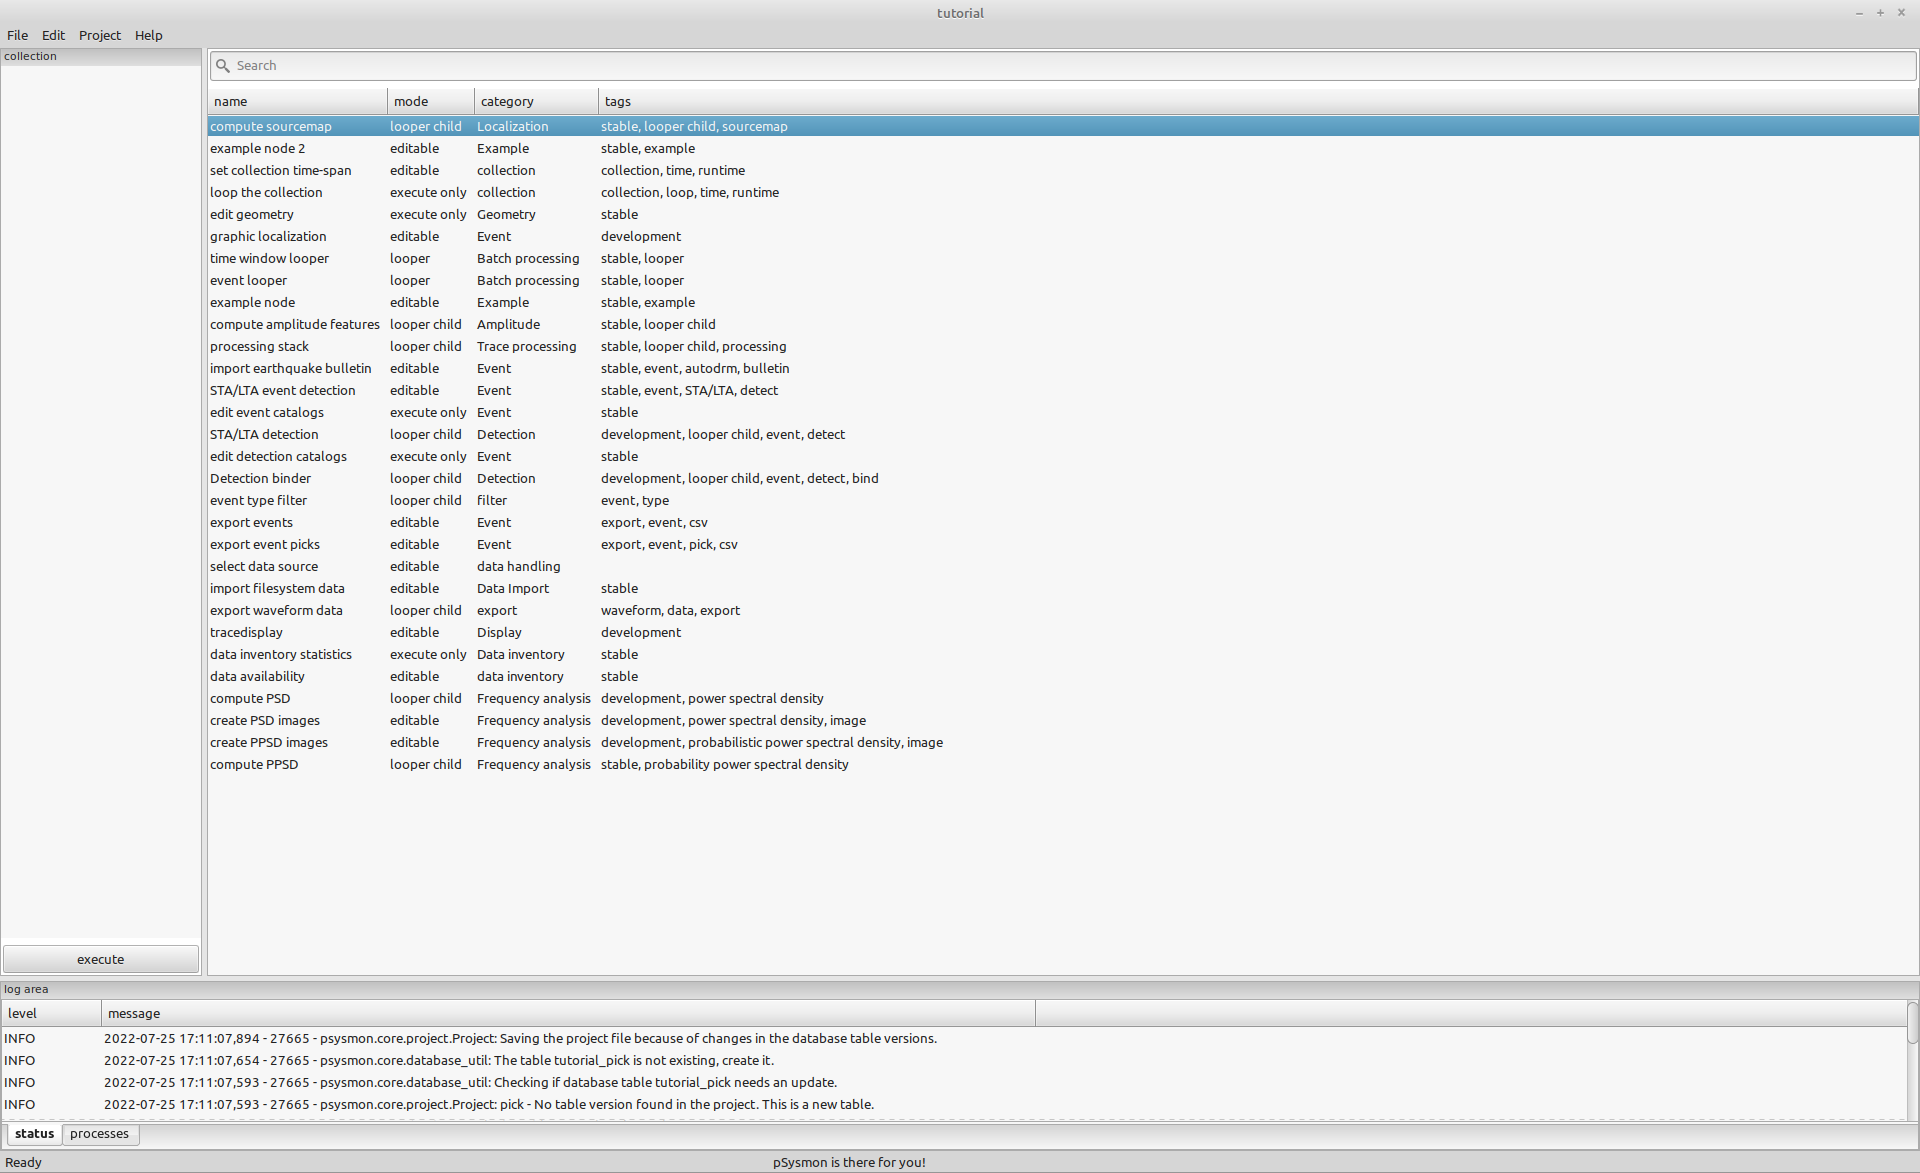 tutorial
File Edit Project Help
collection
Search
name mode category tags
compute sourcemap looper child Localization stable, looper child, sourcemap
example node 2 editable Example stable, example
set collection time-span editable collection collection, time, runtime
loop the collection execute only collection collection, loop, time, runtime
edit geometry execute only Geometry stable
graphic localization editable Event development
time window looper looper Batch processing stable, looper
event looper looper Batch processing stable, looper
example node editable Example stable, example
compute amplitude features looper child Amplitude stable, looper child
processing stack looper child Trace processing stable, looper child, processing
import earthquake bulletin editable Event stable, event, autodrm, bulletin
STA/LTA event detection editable Event stable, event, STA/LTA, detect
edit event catalogs execute only Event stable
STA/LTA detection looper child Detection development, looper child, event, detect
edit detection catalogs execute only Event stable
Detection binder looper child Detection development, looper child, event, detect, bind
event type filter looper child filter event, type
export events editable Event export, event, csv
export event picks editable Event export, event, pick, csv
select data source editable data handling
import filesystem data editable Data Import stable
export waveform data looper child export waveform, data, export
tracedisplay editable Display development
data inventory statistics execute only Data inventory stable
data availability editable data inventory stable
compute PSD looper child Frequency analysis development, power spectral density
create PSD images editable Frequency analysis development, power spectral density, image
create PPSD images editable Frequency analysis development, probabilistic power spectral density, image
compute PPSD looper child Frequency analysis stable, probability power spectral density
execute
log area
level message
INFO 2022-07-25 17:11:07,894 - 27665 - psysmon.core.project.Project: Saving the project file because of changes in the database table versions.
INFO 2022-07-25 17:11:07,654 - 27665 - psysmon.core.database_util: The table tutorial_pick is not existing, create it.
INFO 2022-07-25 17:11:07,593 - 27665 - psysmon.core.database_util: Checking if database table tutorial_pick needs an update.
INFO 2022-07-25 17:11:07,593 - 27665 - psysmon.core.project.Project: pick - No table version found in the project. This is a new table.
status processes
Ready pSysmon is there for you!